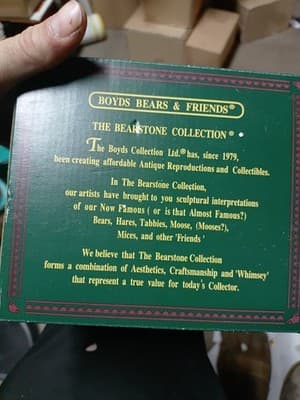 BOYDS BEARS & FRIENDS®
THE BEARSTONE COLLECTION®
The Boyds Collection Ltd.® has, since 1979,
been creating affordable Antique Reproductions and Collectibles.
In The Bearstone Collection,
our artists have brought to you sculptural interpretations
of our Now Famous ( or is that Almost Famous?)
Bears, Hares, Tabbies, Moose, (Mooses?),
Mices, and other 'Friends'
We believe that The Bearstone Collection
forms a combination of Aesthetics, Craftsmanship and 'Whimsey'
that represent a true value for today's Collector.